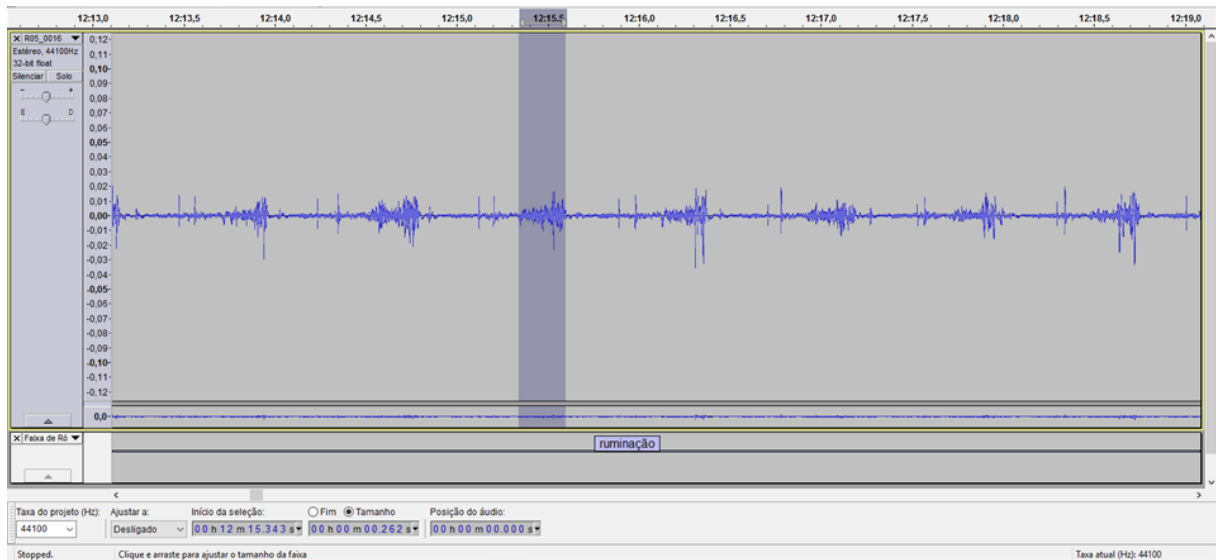 12:13,0 12:13,5 12:14,0 12:14,5 12:15,0 12:15,5 12:16,0 12:16,5 12:17,0 12:17,5 12:18,0 12:18,5 12:19,0
X R05_0016
Estéreo, 44100Hz
32-bit float
Silenciar Solo
- +
E D
0,12
0,11
0,10
0,09
0,08
0,07
0,06
0,05
0,04
0,03
0,02
0,01
0,00
-0,01
-0,02
-0,03
-0,04
-0,05
-0,06
-0,07
-0,08
-0,09
-0,10
-0,11
-0,12
0,0
X Faixa de Ró
ruminação
Taxa do projeto (Hz): Ajustar a: Início da seleção: Fim Tamanho Posição do áudio:
44100 Desligado 00 h 12 m 15.343 s 00 h 00 m 00.262 s 00 h 00 m 00.000 s
Stopped. Clique e arraste para ajustar o tamanho da faixa Taxa atual (Hz): 44100